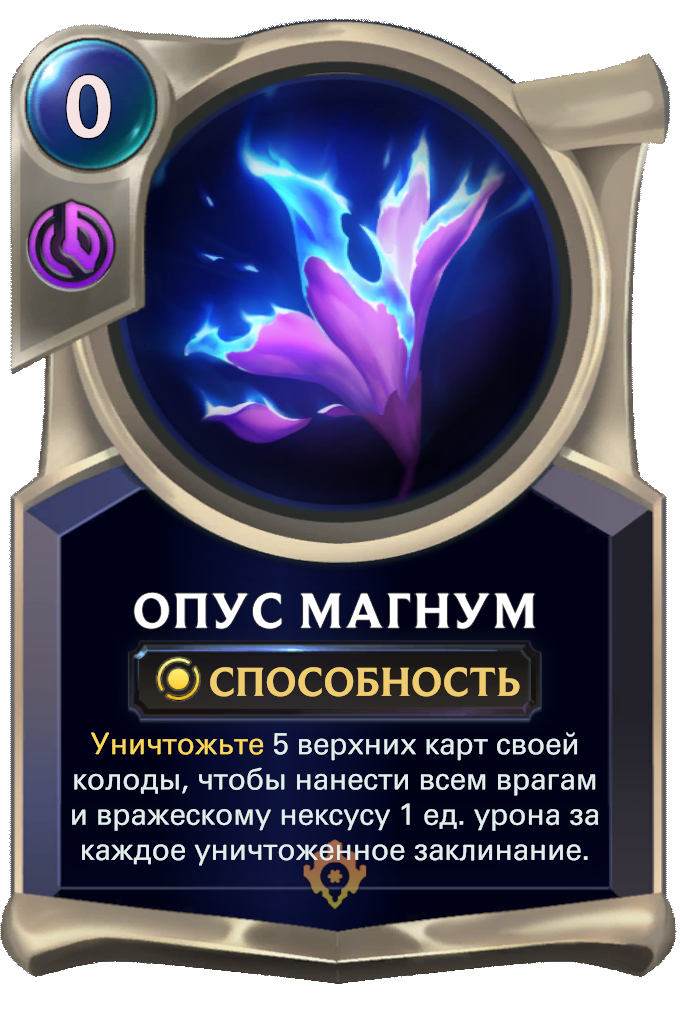 0
ОПУС МАГНУМ
СПОСОБНОСТЬ
Уничтожьте 5 верхних карт своей
колоды, чтобы нанести всем врагам
и вражескому нексусу 1 ед. урона за
каждое уничтоженное заклинание.